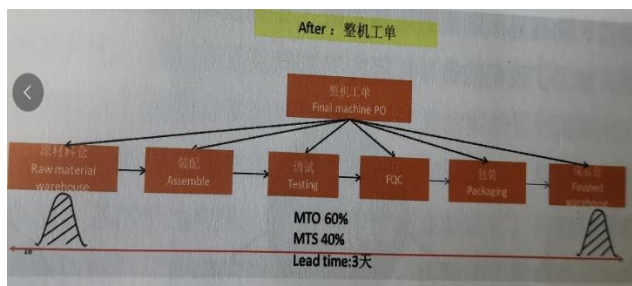 After： 整机工单
整机工单
Final machine PO
原材料仓
Raw material
warehouse
装配
Assemble
调试
Testing
FQC
包装
Packaging
成品仓
Finished
warehouse
MTO 60%
MTS 40%
Lead time:3天